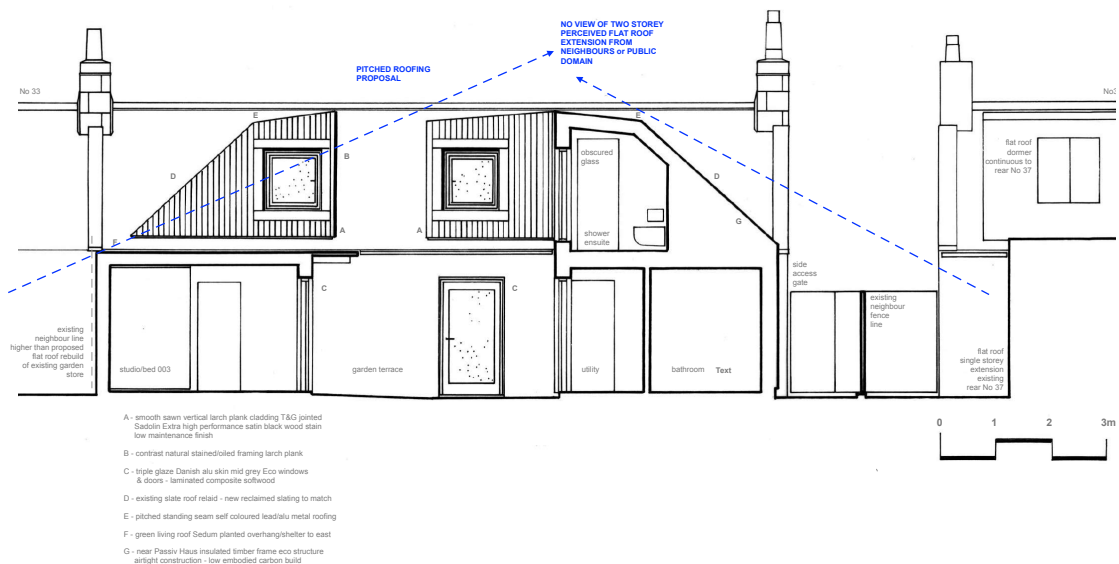 NO VIEW OF TWO STOREY
PERCEIVED FLAT ROOF
EXTENSION FROM
NEIGHBOURS or PUBLIC
DOMAIN
PITCHED ROOFING
PROPOSAL
No 33
E
E
B
D
D
obscured
glass
shower
ensuite
G
A
A
F
flat roof
dormer
continuous to
rear No 37
side
access
gate
C
C
existing
neighbour
fence
line
existing
neighbour line
higher than proposed
flat roof rebuild
of existing garden
store
studio/bed 003
garden terrace
utility
bathroom
Text
flat roof
single storey
extension
existing
rear No 37
A - smooth sawn vertical larch plank cladding T&G jointed
Sadolin Extra high performance satin black wood stain
low maintenance finish
B - contrast natural stained/oiled framing larch plank
C - triple glaze Danish alu skin mid grey Eco windows
& doors - laminated composite softwood
D - existing slate roof relaid - new reclaimed slating to match
E - pitched standing seam self coloured lead/alu metal roofing
F - green living roof Sedum planted overhang/shelter to east
G - near Passiv Haus insulated timber frame eco structure
airtight construction - low embodied carbon build
0 1 2 3m